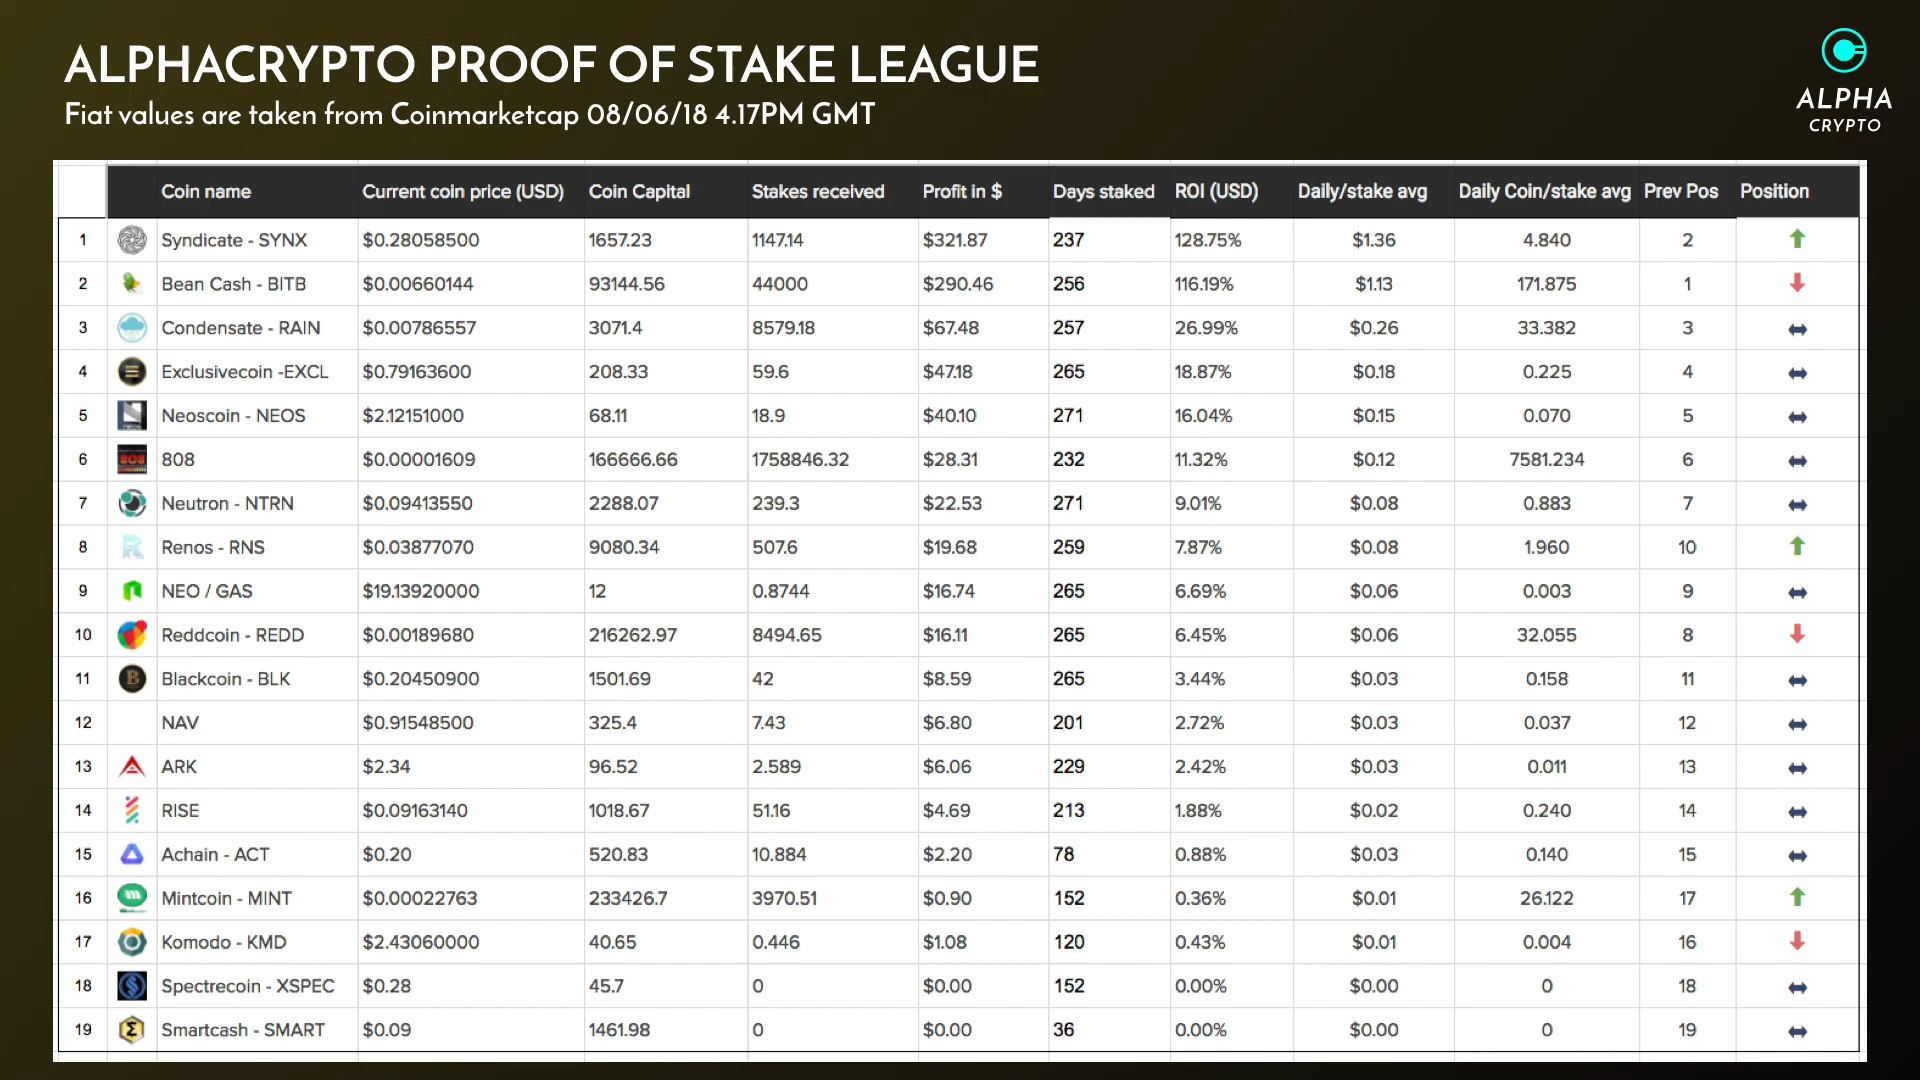 ALPHACRYPTO PROOF OF STAKE LEAGUE
Fiat values are taken from Coinmarketcap 08/06/18 4.17PM GMT
ALPHA
CRYPTO
Coin name Current coin price (USD) Coin Capital Stakes received Profit in $ Days staked ROI (USD) Daily/stake avg Daily Coin/stake avg Prev Pos Position
1 Syndicate - SYNX $0.28058500 1657.23 1147.14 $321.87 237 128.75% $1.36 4.840 2
2 Bean Cash - BITB $0.00660144 93144.56 44000 $290.46 256 116.19% $1.13 171.875 1
3 Condensate - RAIN $0.00786557 3071.4 8579.18 $67.48 257 26.99% $0.26 33.382 3
4 Exclusivecoin -EXCL $0.79163600 208.33 59.6 $47.18 265 18.87% $0.18 0.225 4
5 Neoscoin - NEOS $2.12151000 68.11 18.9 $40.10 271 16.04% $0.15 0.070 5
6 808 $0.00001609 166666.66 1758846.32 $28.31 232 11.32% $0.12 7581.234 6
7 Neutron - NTRN $0.09413550 2288.07 239.3 $22.53 271 9.01% $0.08 0.883 7
8 Renos - RNS $0.03877070 9080.34 507.6 $19.68 259 7.87% $0.08 1.960 10
9 NEO / GAS $19.13920000 12 0.8744 $16.74 265 6.69% $0.06 0.003 9
10 Reddcoin - REDD $0.00189680 216262.97 8494.65 $16.11 265 6.45% $0.06 32.055 8
11 Blackcoin - BLK $0.20450900 1501.69 42 $8.59 265 3.44% $0.03 0.158 11
12 NAV $0.91548500 325.4 7.43 $6.80 201 2.72% $0.03 0.037 12
13 ARK $2.34 96.52 2.589 $6.06 229 2.42% $0.03 0.011 13
14 RISE $0.09163140 1018.67 51.16 $4.69 213 1.88% $0.02 0.240 14
15 Achain - ACT $0.20 520.83 10.884 $2.20 78 0.88% $0.03 0.140 15
16 Mintcoin - MINT $0.00022763 233426.7 3970.51 $0.90 152 0.36% $0.01 26.122 17
17 Komodo - KMD $2.43060000 40.65 0.446 $1.08 120 0.43% $0.01 0.004 16
18 Spectrecoin - XSPEC $0.28 45.7 0 $0.00 152 0.00% $0.00 0 18
19 Smartcash - SMART $0.09 1461.98 0 $0.00 36 0.00% $0.00 0 19